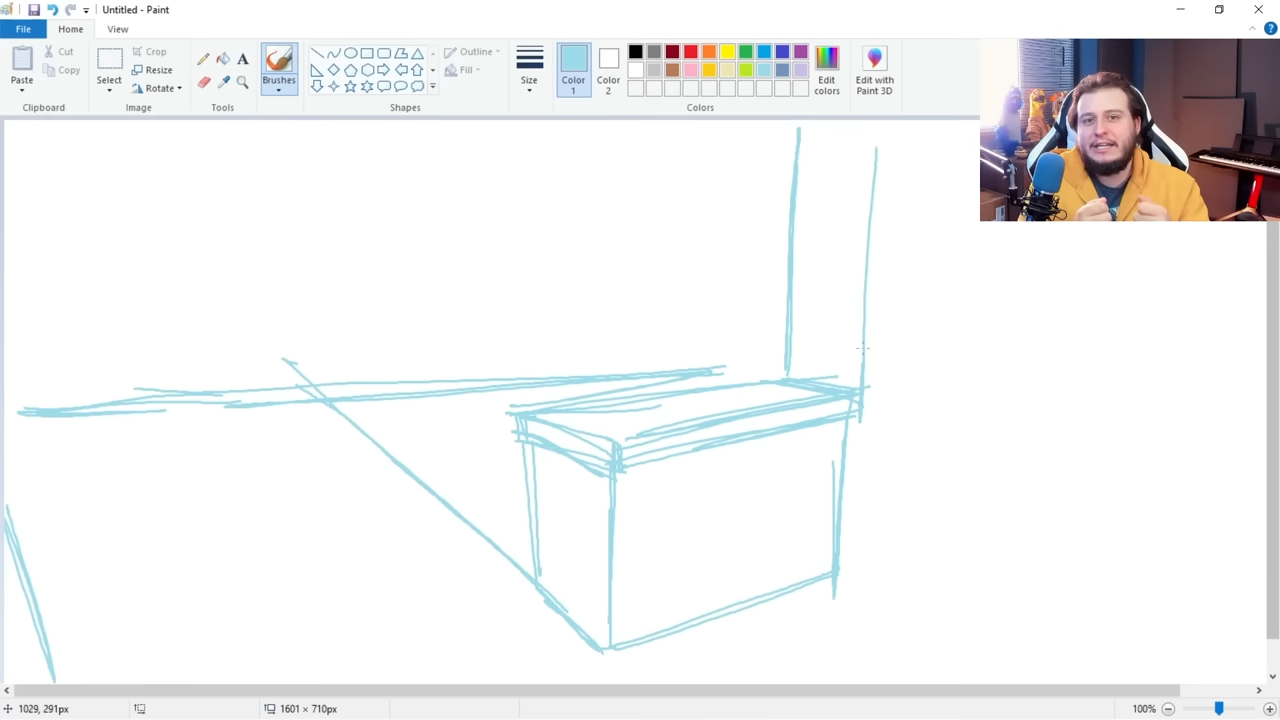 Untitled - Paint
File Home View
Paste
Cut
Copy
Clipboard
Select
Crop
Resize
Rotate
Image
A
Tools
Brushes
Shapes
Outline
Fill
Size
Color 1
Color 2
Colors
Edit colors
Edit with Paint 3D
1029, 291px
1601 × 710px
100%